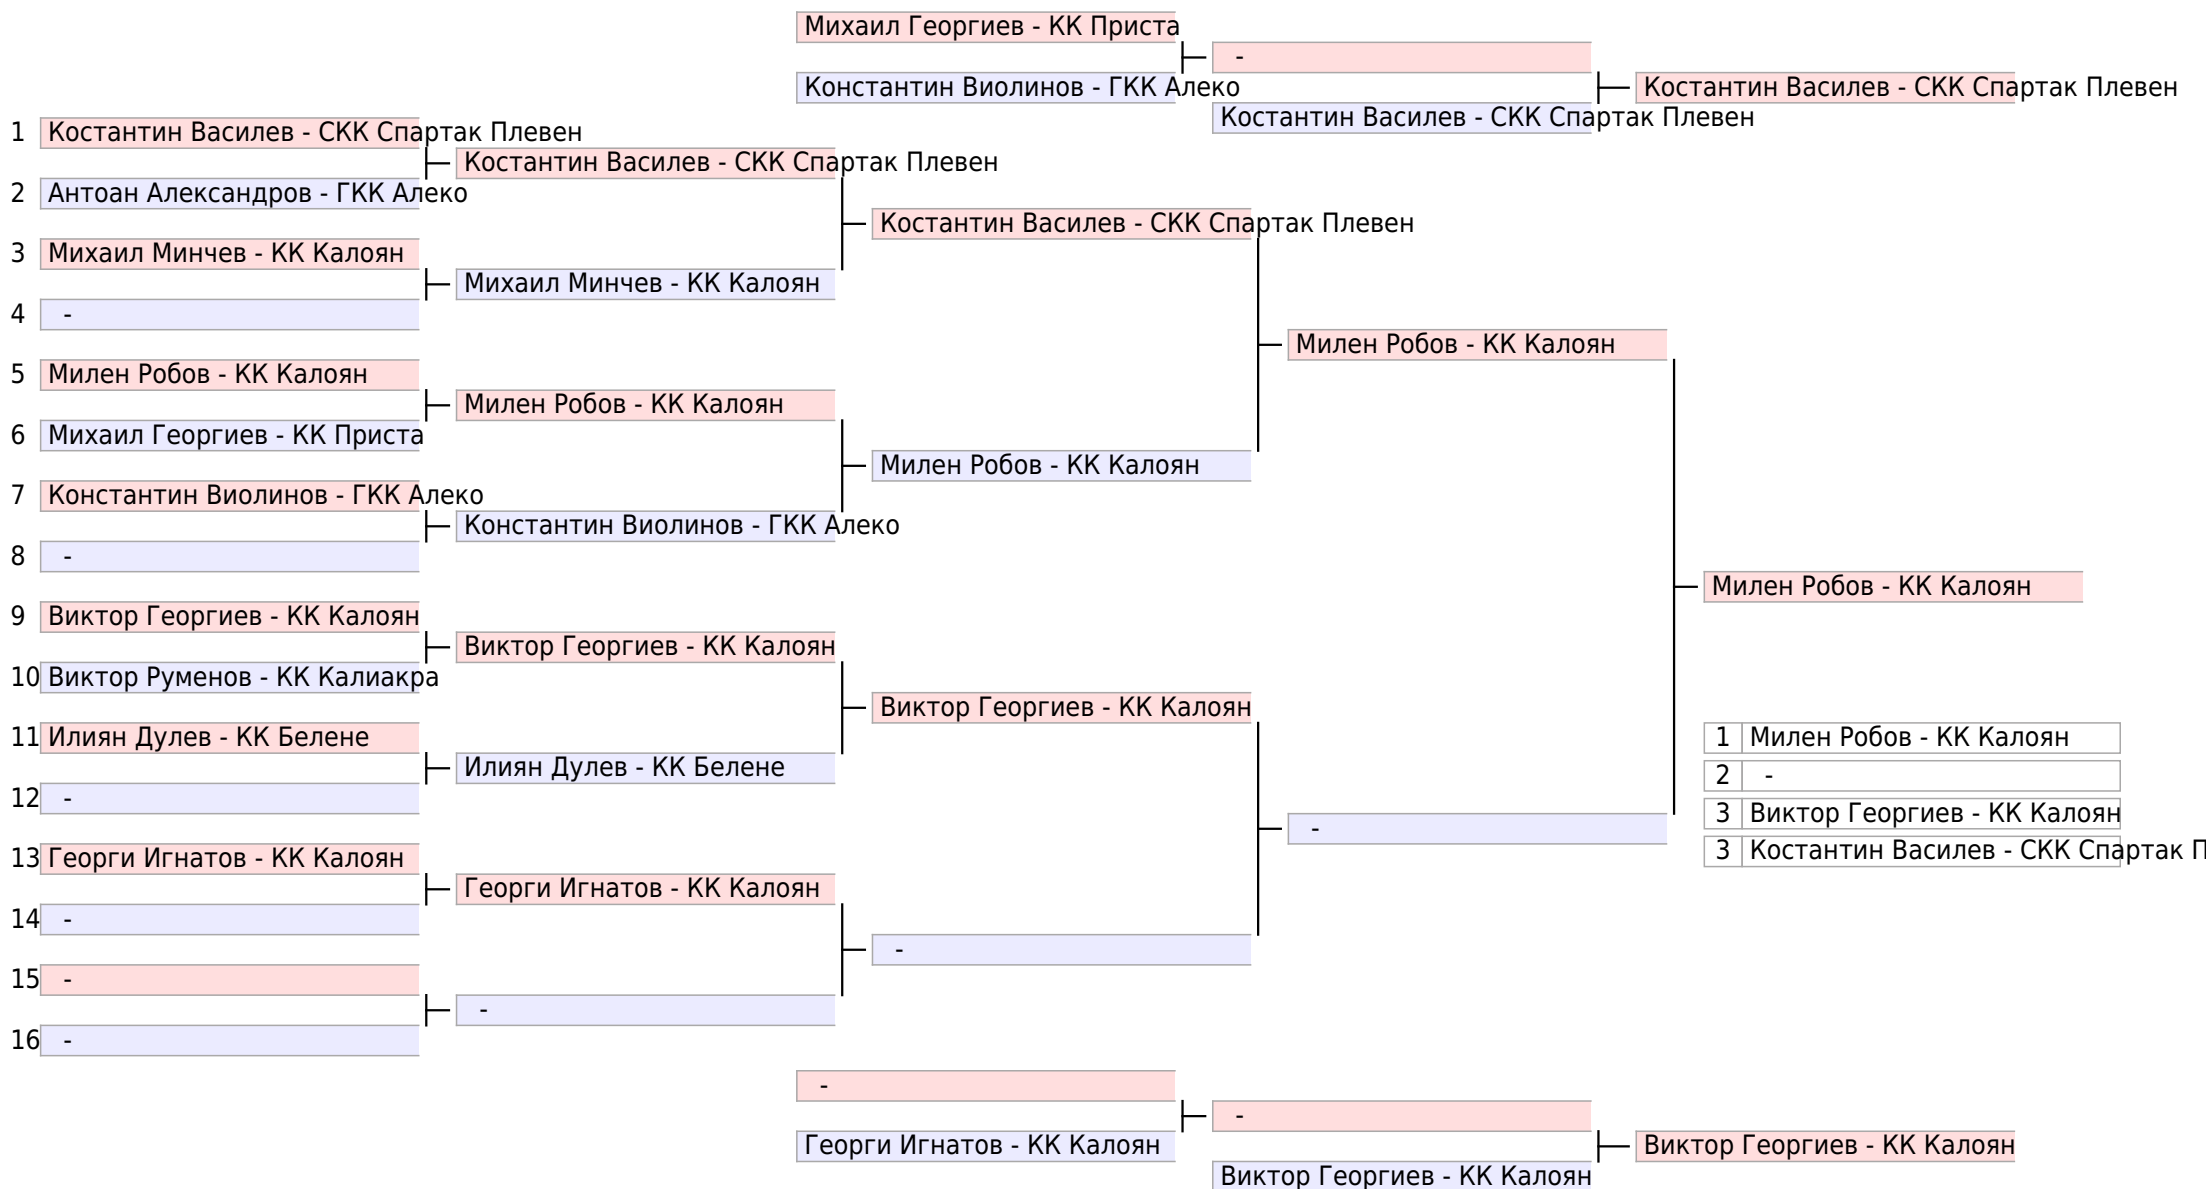 Михаил Георгиев - КК Приста
-
Константин Виолинов - ГКК Алеко
Костантин Василев - СКК Спартак Плевен
Костантин Василев - СКК Спартак Плевен
1 Костантин Василев - СКК Спартак Плевен
Костантин Василев - СКК Спартак Плевен
2 Антоан Александров - ГКК Алеко
Костантин Василев - СКК Спартак Плевен
3 Михаил Минчев - КК Калоян
Михаил Минчев - КК Калоян
4 -
Милен Робов - КК Калоян
5 Милен Робов - КК Калоян
Милен Робов - КК Калоян
6 Михаил Георгиев - КК Приста
Милен Робов - КК Калоян
7 Константин Виолинов - ГКК Алеко
Константин Виолинов - ГКК Алеко
8 -
Милен Робов - КК Калоян
9 Виктор Георгиев - КК Калоян
Виктор Георгиев - КК Калоян
10 Виктор Руменов - КК Калиакра
Виктор Георгиев - КК Калоян
11 Илиян Дулев - КК Белене
Илиян Дулев - КК Белене
12 -
-
13 Георги Игнатов - КК Калоян
Георги Игнатов - КК Калоян
14 -
-
15 -
-
16 -
1 Милен Робов - КК Калоян
2 -
3 Виктор Георгиев - КК Калоян
3 Костантин Василев - СКК Спартак П
-
-
Георги Игнатов - КК Калоян
Виктор Георгиев - КК Калоян
Виктор Георгиев - КК Калоян